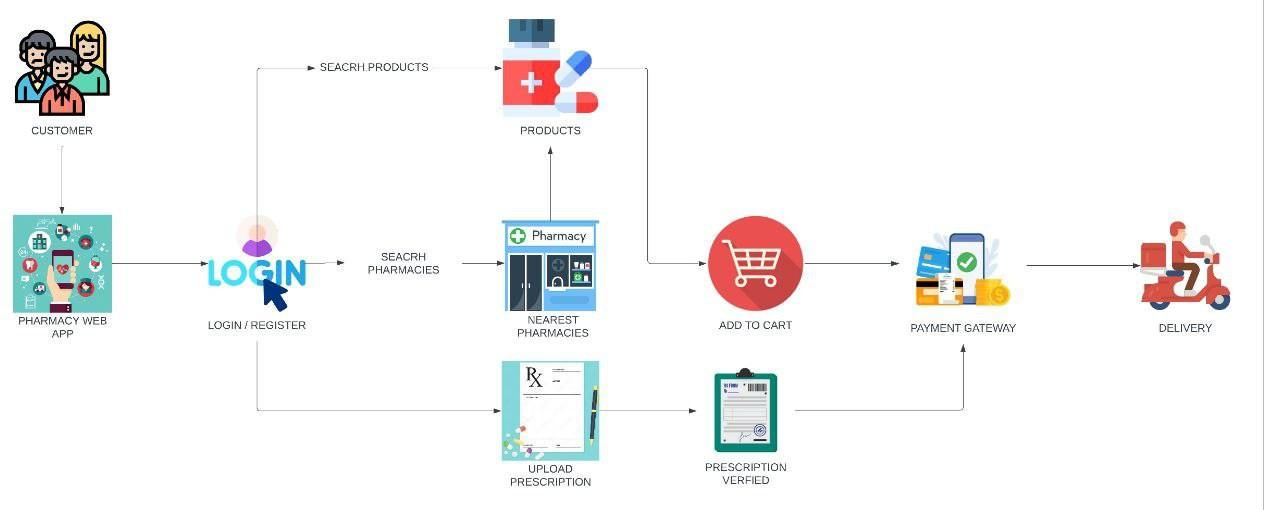 SEACRH PRODUCTS
CUSTOMER
PRODUCTS
Pharmacy
LOGIN
SEACRH
PHARMACIES
PHARMACY WEB
APP
LOGIN / REGISTER
NEAREST
PHARMACIES
ADD TO CART
PAYMENT GATEWAY
DELIVERY
RX
UPLOAD
PRESCRIPTION
PRESCRIPTION
VERFIED